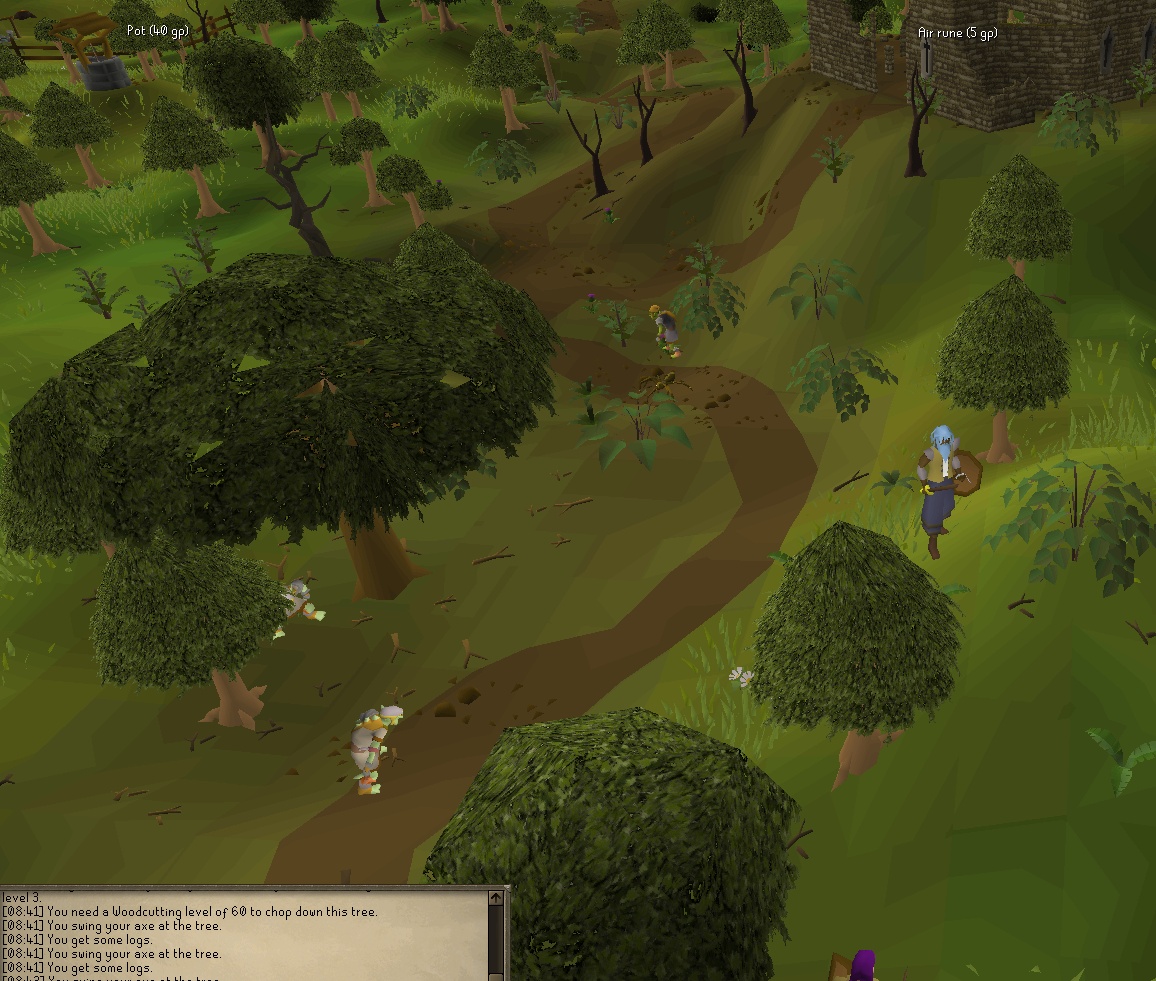 Pot (40 gp)
Air rune (5 gp)
level 3.
[08:41] You need a Woodcutting level of 60 to chop down this tree.
[08:41] You swing your axe at the tree.
[08:41] You get some logs.
[08:41] You swing your axe at the tree.
[08:41] You get some logs.